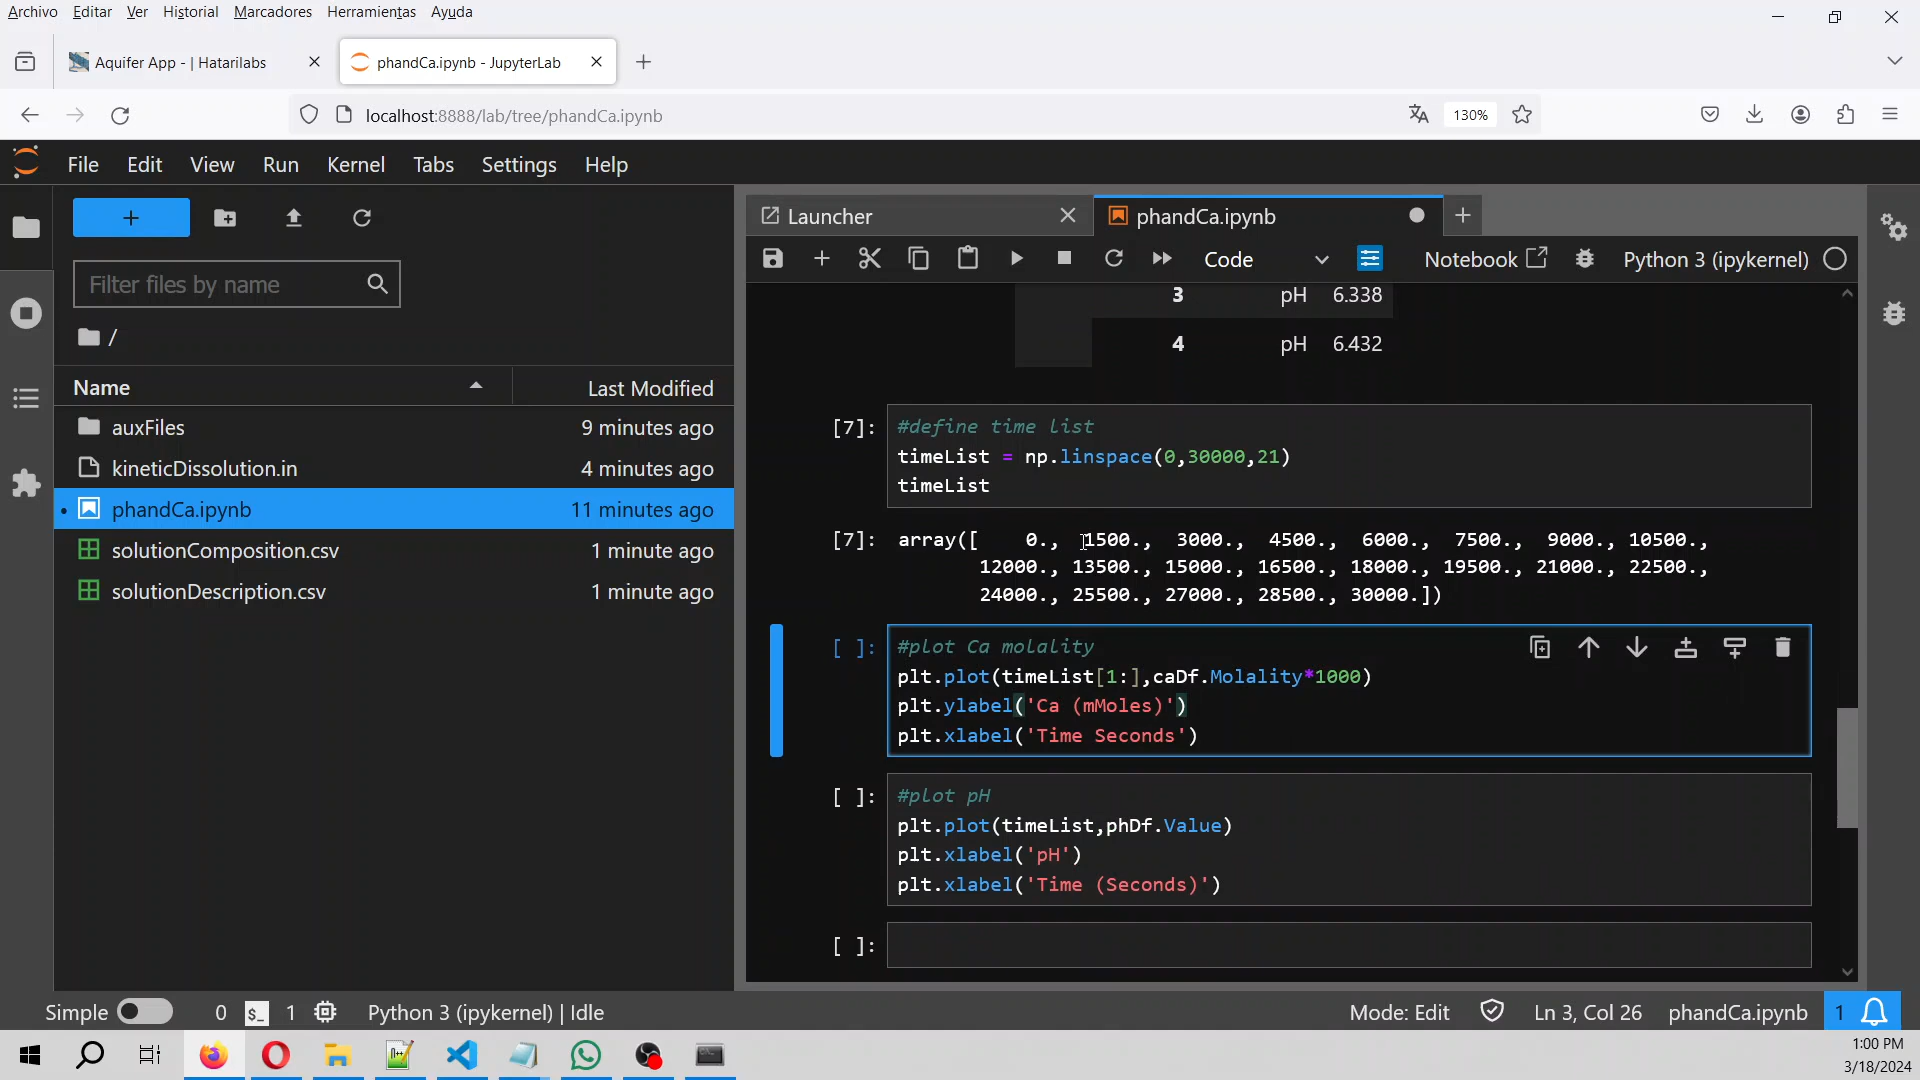 Archivo Editar Ver Historial Marcadores Herramientas Ayuda
Aquifer App - | Hatarilabs
phandCa.ipynb - JupyterLab
localhost:8888/lab/tree/phandCa.ipynb
130%
File Edit View Run Kernel Tabs Settings Help
Launcher
phandCa.ipynb
Code
Notebook
Python 3 (ipykernel)
Filter files by name
/
Name
Last Modified
auxFiles 9 minutes ago
kineticDissolution.in 4 minutes ago
phandCa.ipynb 11 minutes ago
solutionComposition.csv 1 minute ago
solutionDescription.csv 1 minute ago
3 pH 6.338
4 pH 6.432
[7]: #define time list
timeList = np.linspace(0,30000,21)
timeList
[7]: array([ 0., 1500., 3000., 4500., 6000., 7500., 9000., 10500.,
12000., 13500., 15000., 16500., 18000., 19500., 21000., 22500.,
24000., 25500., 27000., 28500., 30000.])
[ ]: #plot Ca molality
plt.plot(timeList[1:],caDf.Molality*1000)
plt.ylabel('Ca (mMoles)')
plt.xlabel('Time Seconds')
[ ]: #plot pH
plt.plot(timeList,phDf.Value)
plt.xlabel('pH')
plt.xlabel('Time (Seconds)')
[ ]:
Simple 0 $_ 1 Python 3 (ipykernel) | Idle
Mode: Edit Ln 3, Col 26 phandCa.ipynb 1
1:00 PM
3/18/2024